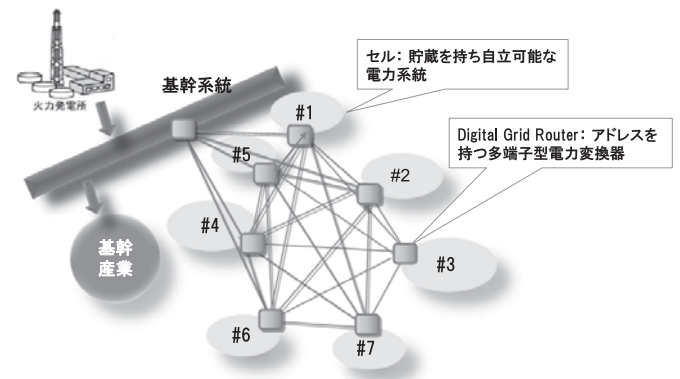 セル： 貯蔵を持ち自立可能な
電力系統
基幹系統
火力発電所
#1
Digital Grid Router： アドレスを
持つ多端子型電力変換器
#5
#2
#4
基幹
産業
#3
#6
#7